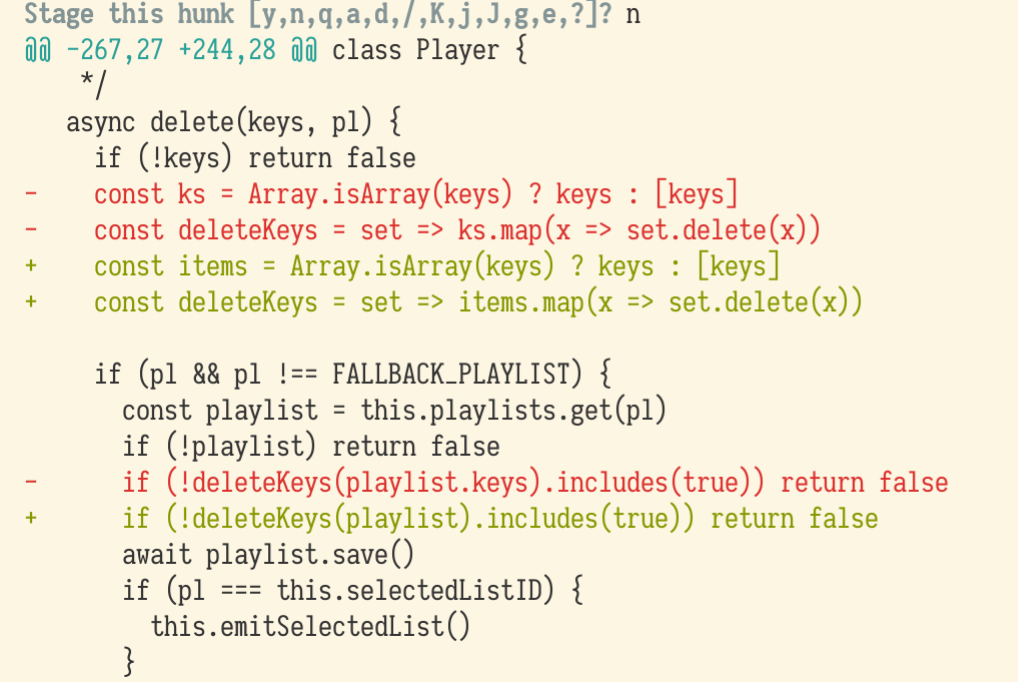 Stage this hunk [y,n,q,a,d,/,K,j,J,g,e,?]? n
@@ -267,27 +244,28 @@ class Player {
    */
   async delete(keys, pl) {
     if (!keys) return false
-    const ks = Array.isArray(keys) ? keys : [keys]
-    const deleteKeys = set => ks.map(x => set.delete(x))
+    const items = Array.isArray(keys) ? keys : [keys]
+    const deleteKeys = set => items.map(x => set.delete(x))

     if (pl && pl !== FALLBACK_PLAYLIST) {
       const playlist = this.playlists.get(pl)
       if (!playlist) return false
-      if (!deleteKeys(playlist.keys).includes(true)) return false
+      if (!deleteKeys(playlist).includes(true)) return false
       await playlist.save()
       if (pl === this.selectedListID) {
         this.emitSelectedList()
       }